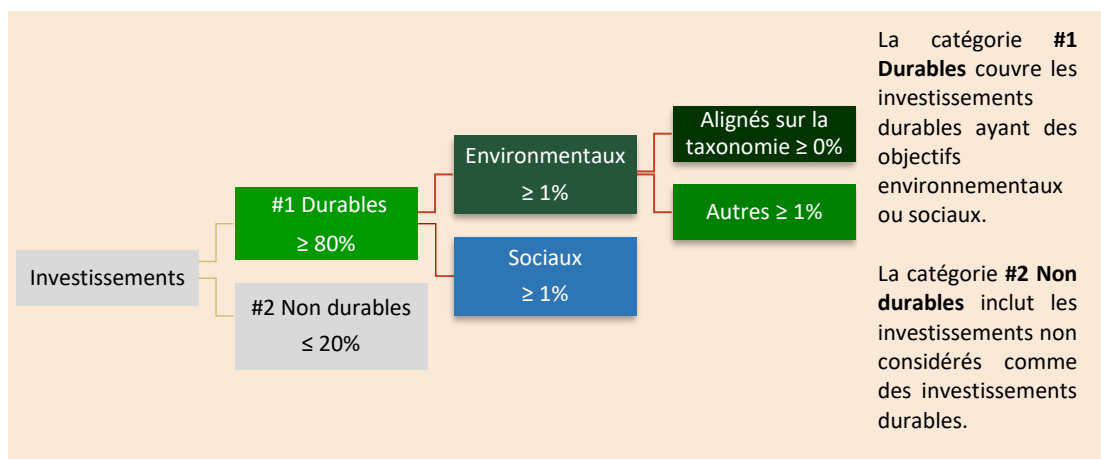 Investissements
#1 Durables
≥ 80%
#2 Non durables
≤ 20%
Environmentaux
≥ 1%
Sociaux
≥ 1%
Alignés sur la
taxonomie ≥ 0%
Autres ≥ 1%
La catégorie #1
Durables couvre les
investissements
durables ayant des
objectifs
environnementaux
ou sociaux.
La catégorie #2 Non
durables inclut les
investissements non
considérés comme
des investissements
durables.